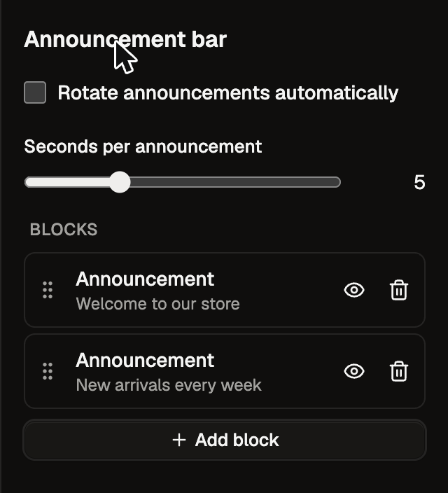 Announcement bar
Rotate announcements automatically
Seconds per announcement
5
BLOCKS
Announcement
Welcome to our store
Announcement
New arrivals every week
+ Add block